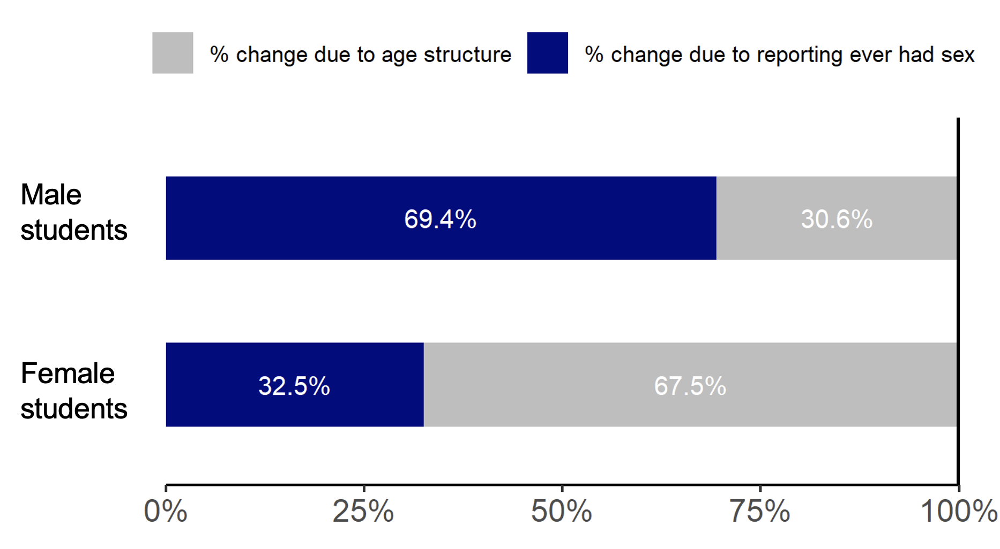 % change due to age structure
% change due to reporting ever had sex
Male
students
69.4%
30.6%
Female
students
32.5%
67.5%
0%
25%
50%
75%
100%